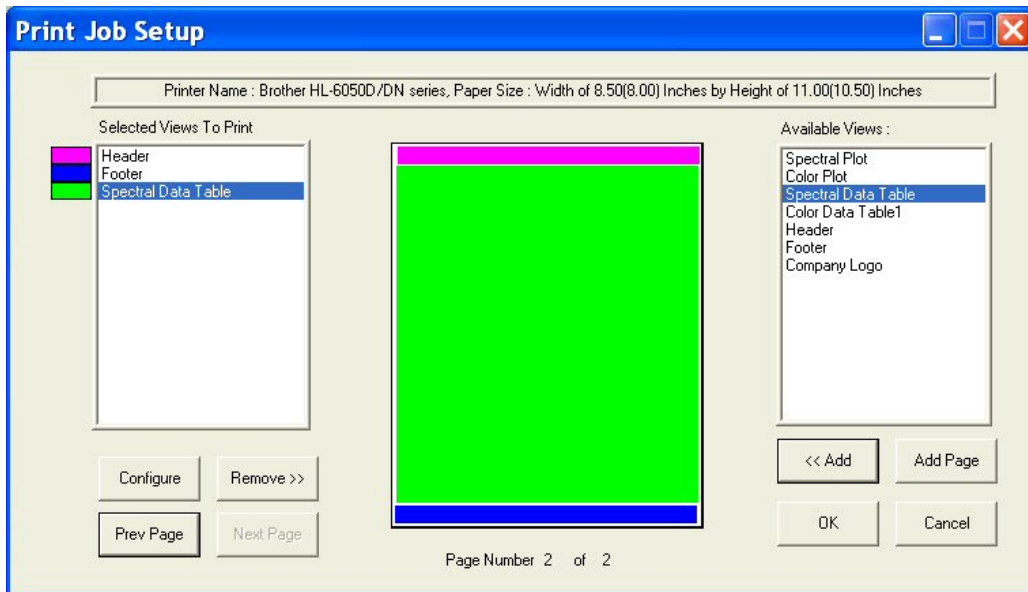 Print Job Setup
Printer Name : Brother HL-6050D/DN series, Paper Size : Width of 8.50(8.00) Inches by Height of 11.00(10.50) Inches
Selected Views To Print
Header
Footer
Spectral Data Table
Configure
Remove >>
Prev Page
Next Page
Page Number 2 of 2
Available Views :
Spectral Plot
Color Plot
Spectral Data Table
Color Data Table1
Header
Footer
Company Logo
<< Add
Add Page
OK
Cancel